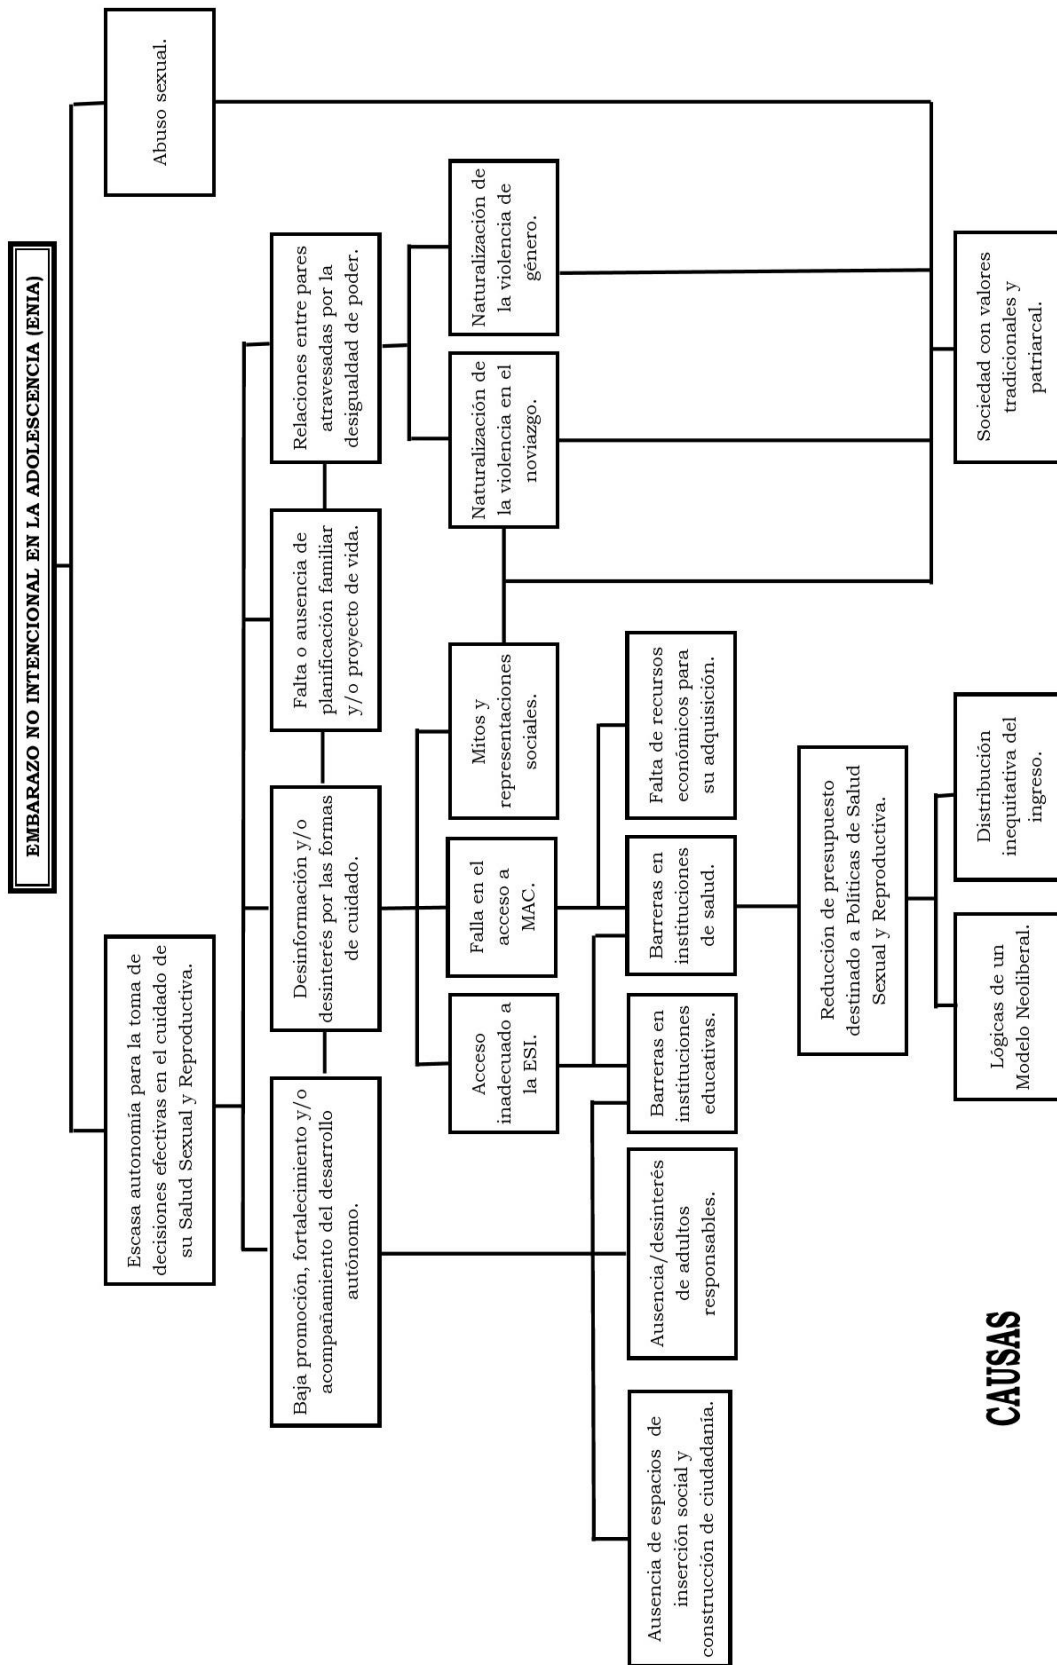 EMBARAZO NO INTENCIONAL EN LA ADOLESCENCIA (ENIA)
Escasa autonomía para la toma de
decisiones efectivas en el cuidado de
su Salud Sexual y Reproductiva.
Abuso sexual.
Baja promoción, fortalecimiento y/o
acompañamiento del desarrollo
autónomo.
Desinformación y/o
desinterés por las formas
de cuidado.
Falta o ausencia de
planificación familiar
y/o proyecto de vida.
Relaciones entre pares
atravesadas por la
desigualdad de poder.
Acceso
inadecuado a
la ESI.
Falla en el
acceso a
MAC.
Mitos y
representaciones
sociales.
Naturalización de
la violencia en el
noviazgo.
Naturalización de
la violencia de
género.
Ausencia de espacios de
inserción social y
construcción de ciudadanía.
Ausencia/desinterés
de adultos
responsables.
Barreras en
instituciones
educativas.
Barreras en
instituciones
de salud.
Falta de recursos
económicos para
su adquisición.
Reducción de presupuesto
destinado a Políticas de Salud
Sexual y Reproductiva.
Lógicas de un
Modelo Neoliberal.
Distribución
inequitativa del
ingreso.
Sociedad con valores
tradicionales y
patriarcal.
CAUSAS